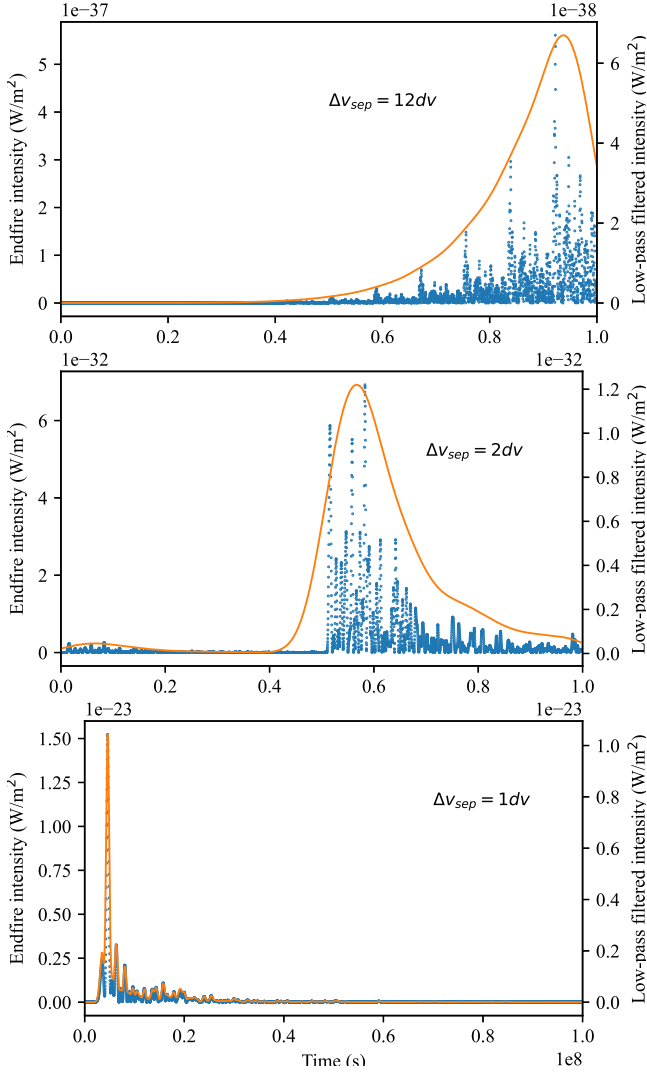 1e−37
1e−38
Endfire intensity (W/m²)
5
4
3
2
1
0
Δv_sep = 12dv
6
4
2
0
Low-pass filtered intensity (W/m²)
0.0 0.2 0.4 0.6 0.8 1.0
1e−32
1e−32
Endfire intensity (W/m²)
6
4
2
0
Δv_sep = 2dv
1.2
1.0
0.8
0.6
0.4
0.2
0.0
Low-pass filtered intensity (W/m²)
0.0 0.2 0.4 0.6 0.8 1.0
1e−23
1e−23
Endfire intensity (W/m²)
1.50
1.25
1.00
0.75
0.50
0.25
0.00
Δv_sep = 1dv
1.0
0.8
0.6
0.4
0.2
0.0
Low-pass filtered intensity (W/m²)
0.0 0.2 0.4 0.6 0.8 1.0
Time (s)
1e8